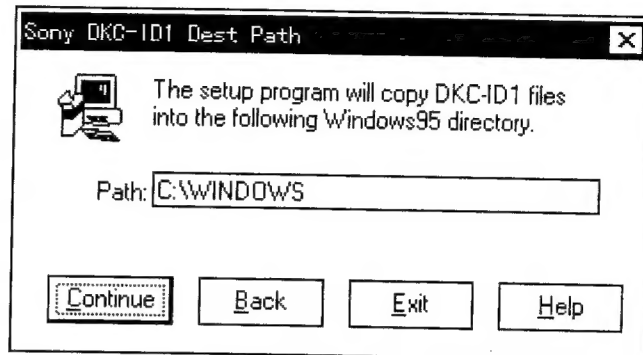 Sony DKC-ID1 Dest Path
The setup program will copy DKC-ID1 files
into the following Windows95 directory.
Path: C:\WINDOWS
Continue Back Exit Help